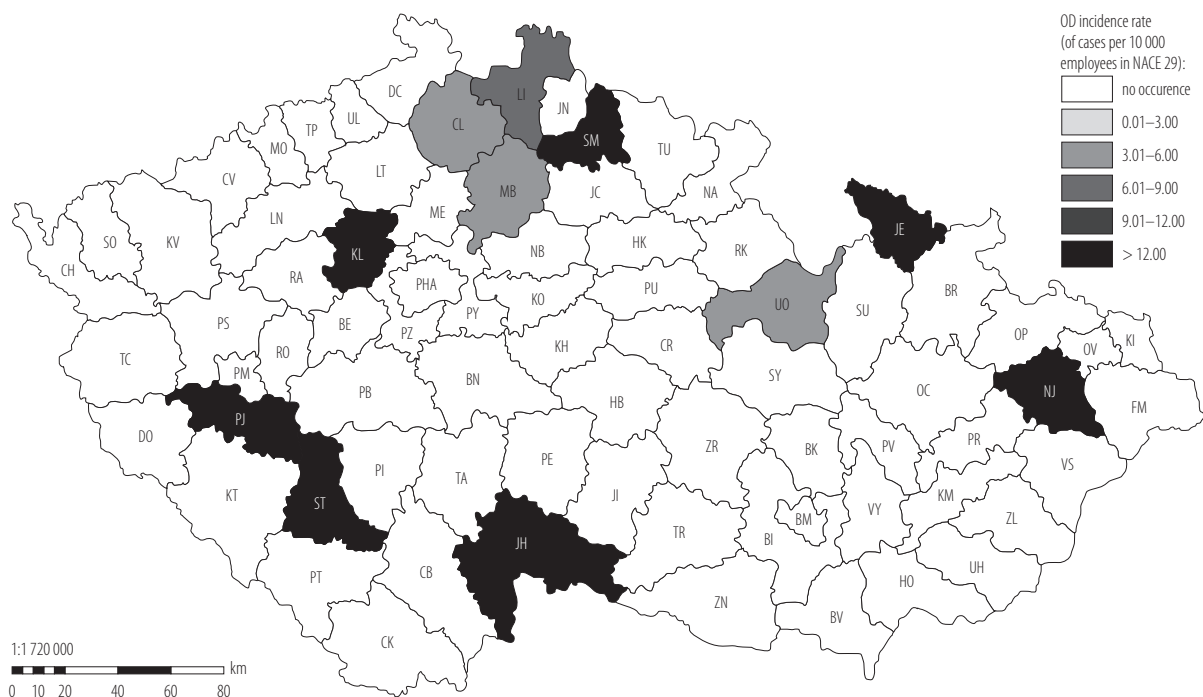 OD incidence rate
(of cases per 10 000
employees in NACE 29):
no occurence
0.01–3.00
3.01–6.00
6.01–9.00
9.01–12.00
> 12.00
DC
LI
UL
JN
CL
TP
SM
MO
TU
LT
CV
MB
JC
NA
ME
LN
SO
KV
JE
KL
HK
RK
NB
CH
RA
PHA
PU
BR
KO
UO
SU
PS
BE
PZ
PY
OP
OV
KI
TC
RO
KH
CR
PM
SY
BN
PB
NJ
OC
HB
FM
PJ
DO
PR
PV
BK
ZR
VS
PE
PI
TA
KT
JI
KM
ST
VY
ZL
BM
TR
BI
JH
UH
CB
PT
HO
ZN
BV
CK
1:1 720 000
km
0 10 20 40 60 80